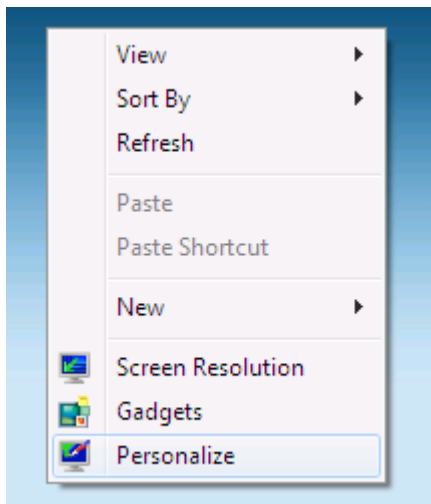 View
Sort By
Refresh
Paste
Paste Shortcut
New
Screen Resolution
Gadgets
Personalize